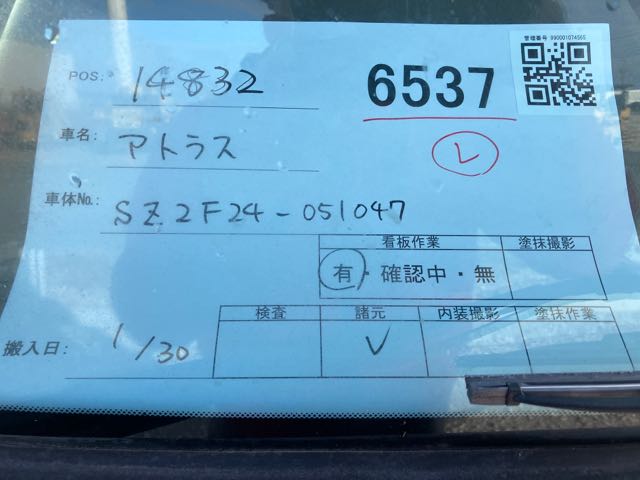 管理番号 990001074565
POS: 14832
6537
車名: アトラス
レ
車体No.: SZ2F24-051047
看板作業 塗抹撮影
有・確認中・無
検査 諸元 内装撮影 塗抹作業
搬入日: 1/30
レ